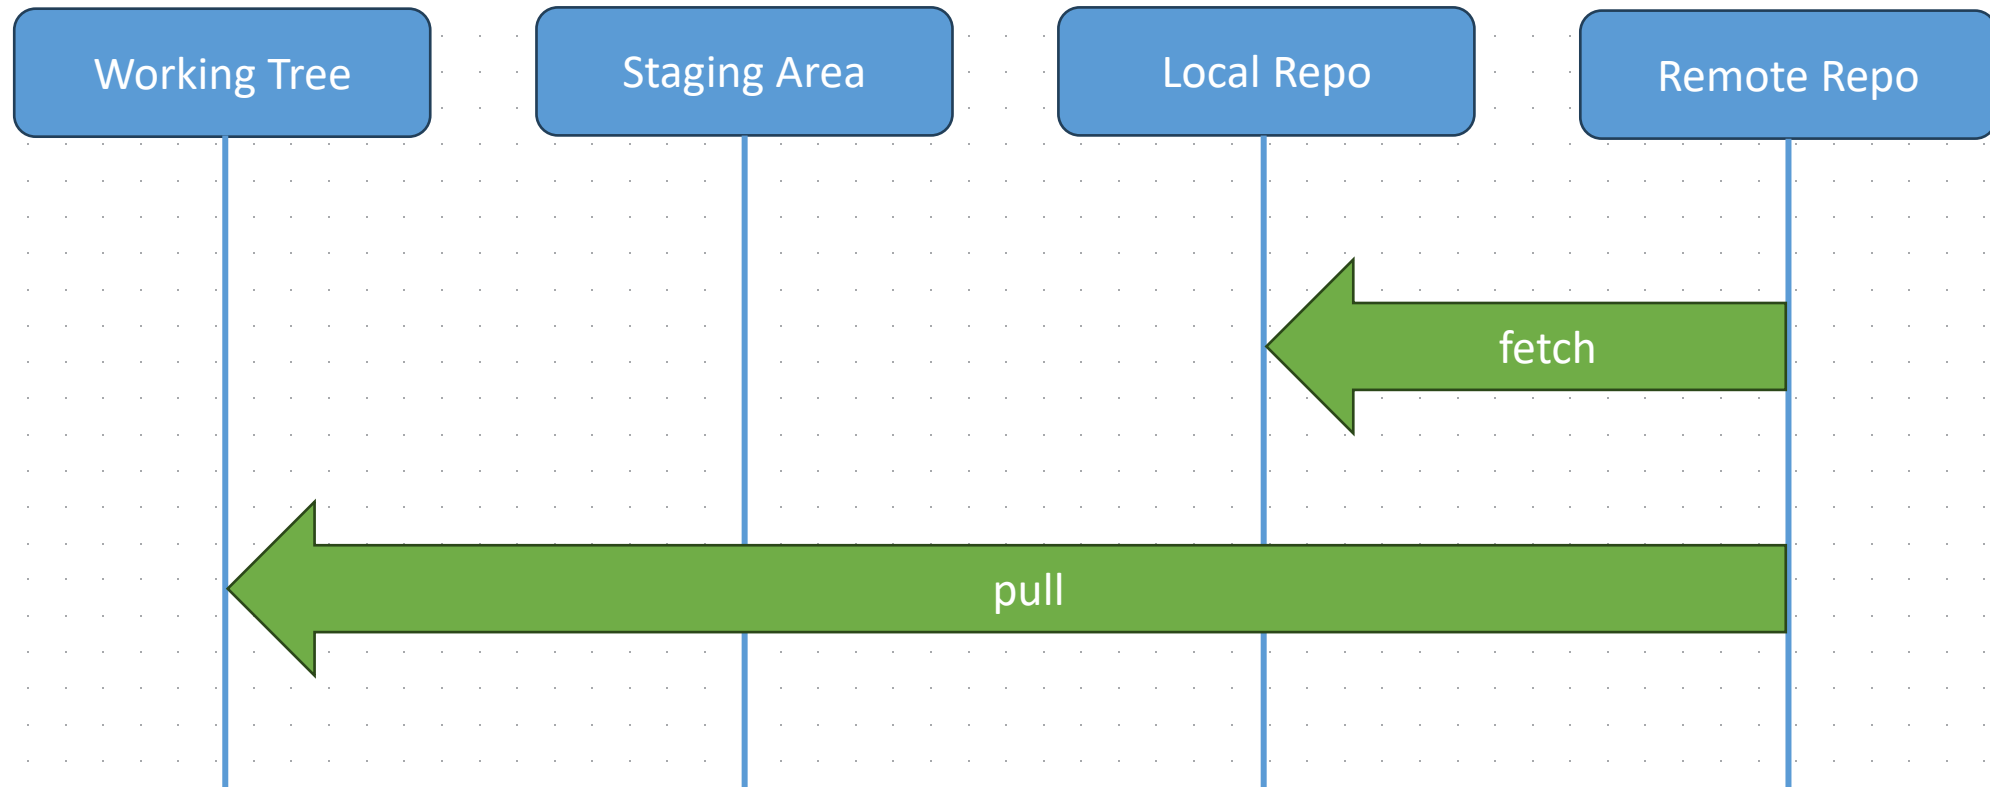 Working Tree
Staging Area
Local Repo
Remote Repo
fetch
pull